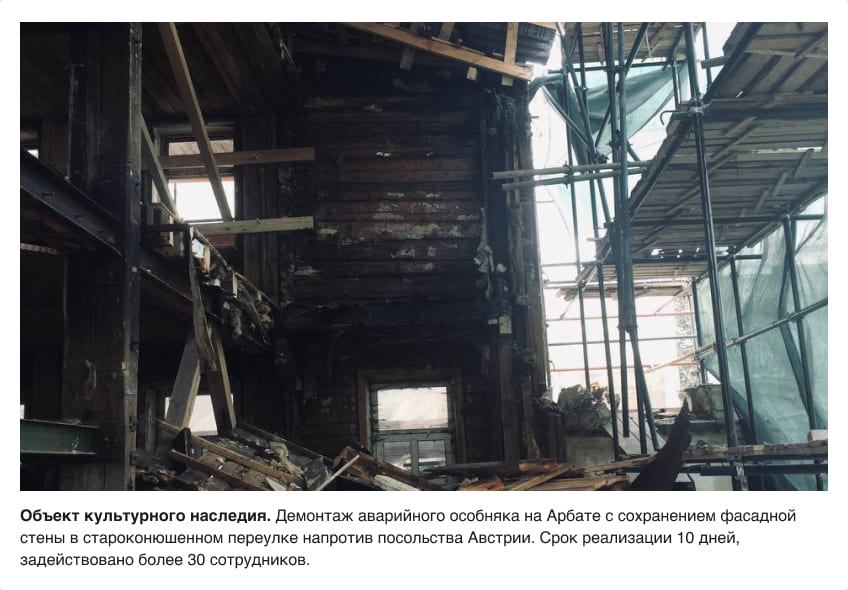 Объект культурного наследия. Демонтаж аварийного особняка на Арбате с сохранением фасадной
стены в староконюшенном переулке напротив посольства Австрии. Срок реализации 10 дней,
задействовано более 30 сотрудников.